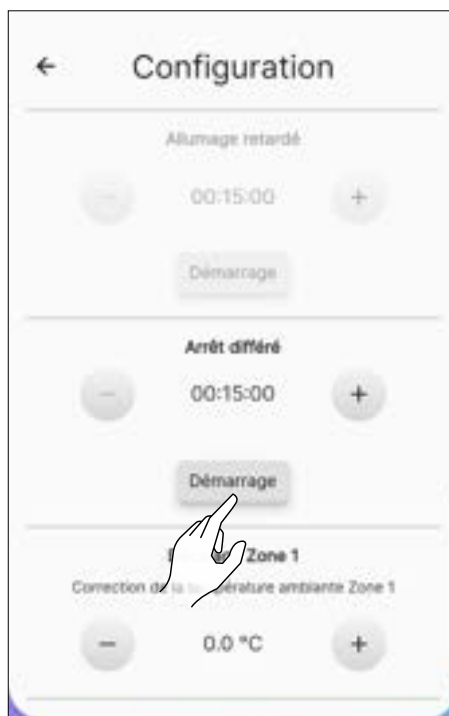 Configuration
Allumage retardé
− 00:15:00 +
Démarrage
Arrêt différé
− 00:15:00 +
Démarrage
Zone 1
Correction de la température ambiante Zone 1
− 0.0 °C +